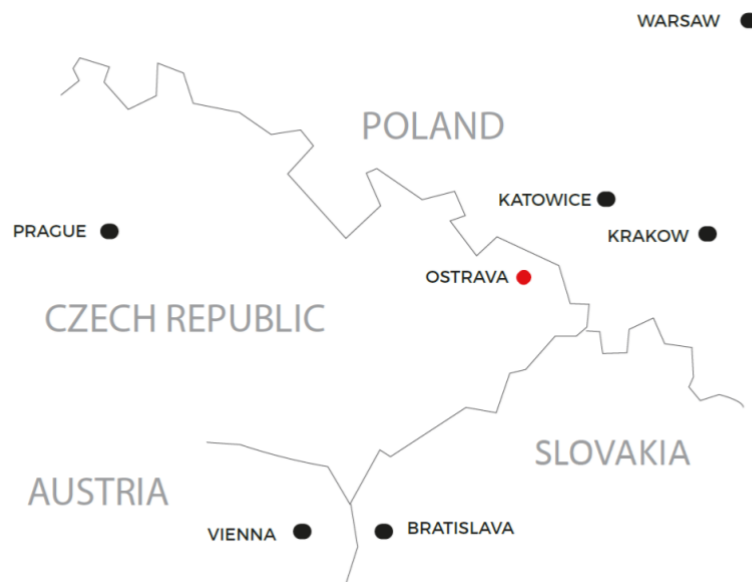 WARSAW
POLAND
KATOWICE
PRAGUE
KRAKOW
OSTRAVA
CZECH REPUBLIC
SLOVAKIA
AUSTRIA
VIENNA
BRATISLAVA